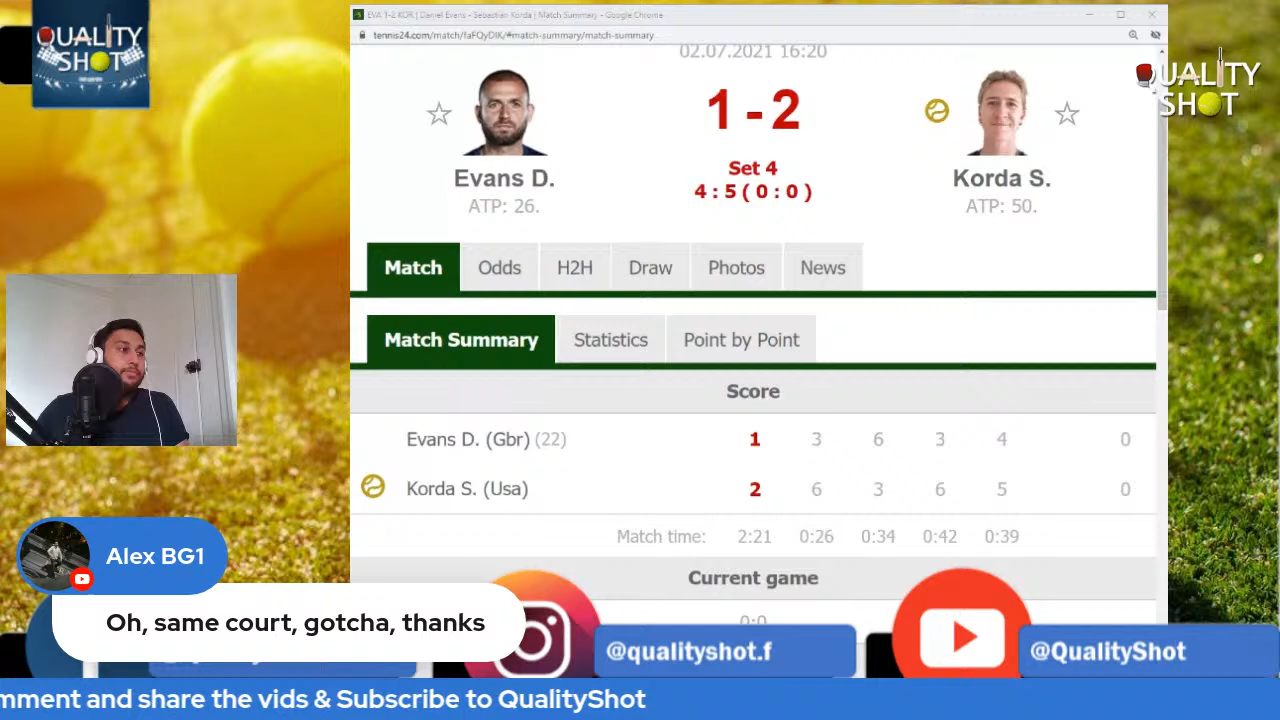 QUALITY
SHOT
EVA 1-2 KOR | Daniel Evans - Sebastian Korda | Match Summary - Google Chrome
tennis24.com/match/faFQyDIK/#match-summary/match-summary
02.07.2021 16:20
QUALITY
SHOT
1 - 2
Evans D.
ATP: 26.
Set 4
4 : 5 ( 0 : 0 )
Korda S.
ATP: 50.
Match Odds H2H Draw Photos News
Match Summary Statistics Point by Point
Score
Evans D. (Gbr) (22) 1 3 6 3 4 0
Korda S. (Usa) 2 6 3 6 5 0
Match time: 2:21 0:26 0:34 0:42 0:39
Current game
0:0
Alex BG1
Oh, same court, gotcha, thanks
@qualityshot.f
@QualityShot
mment and share the vids & Subscribe to QualityShot